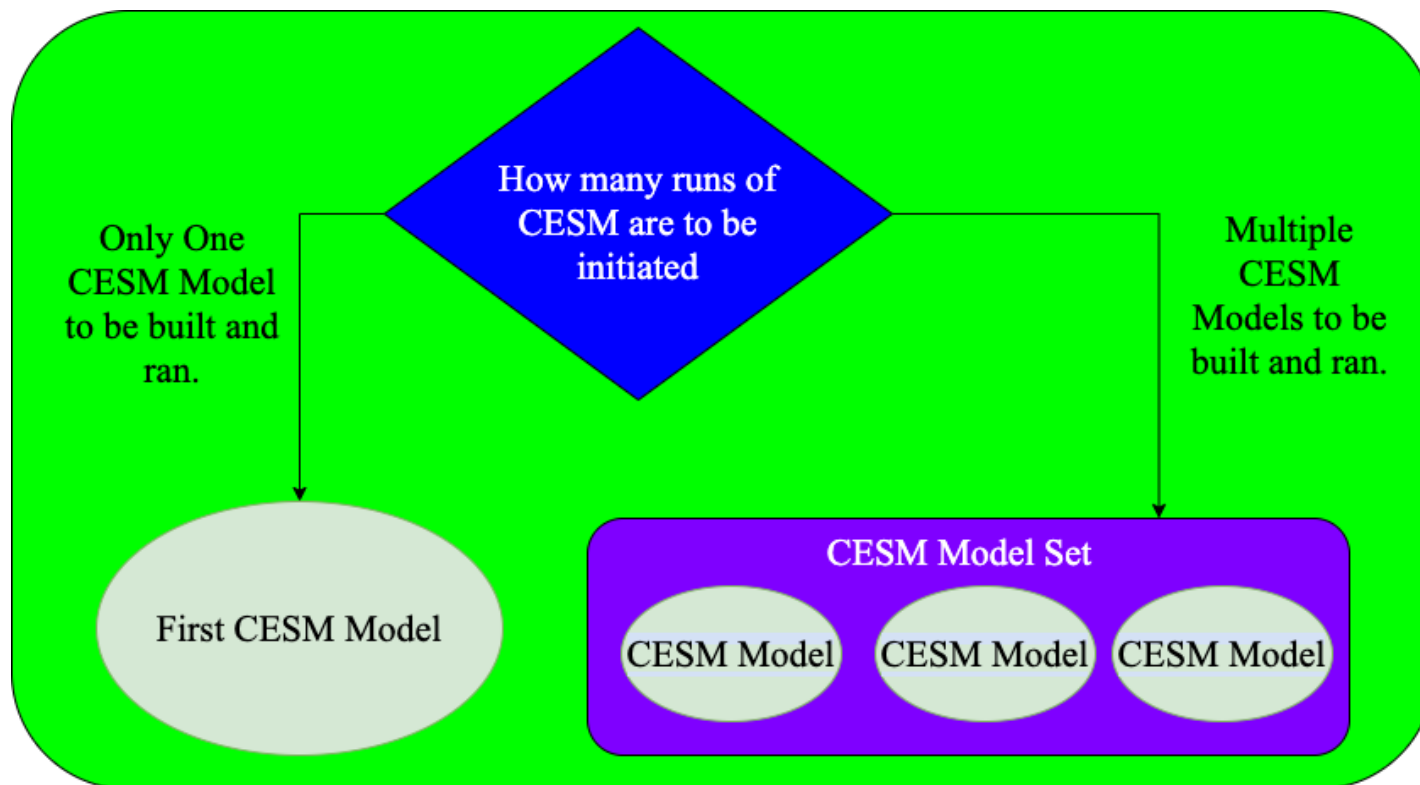 How many runs of
CESM are to be
initiated
Only One
CESM Model
to be built and
ran.
Multiple
CESM
Models to be
built and ran.
First CESM Model
CESM Model Set
CESM Model
CESM Model
CESM Model